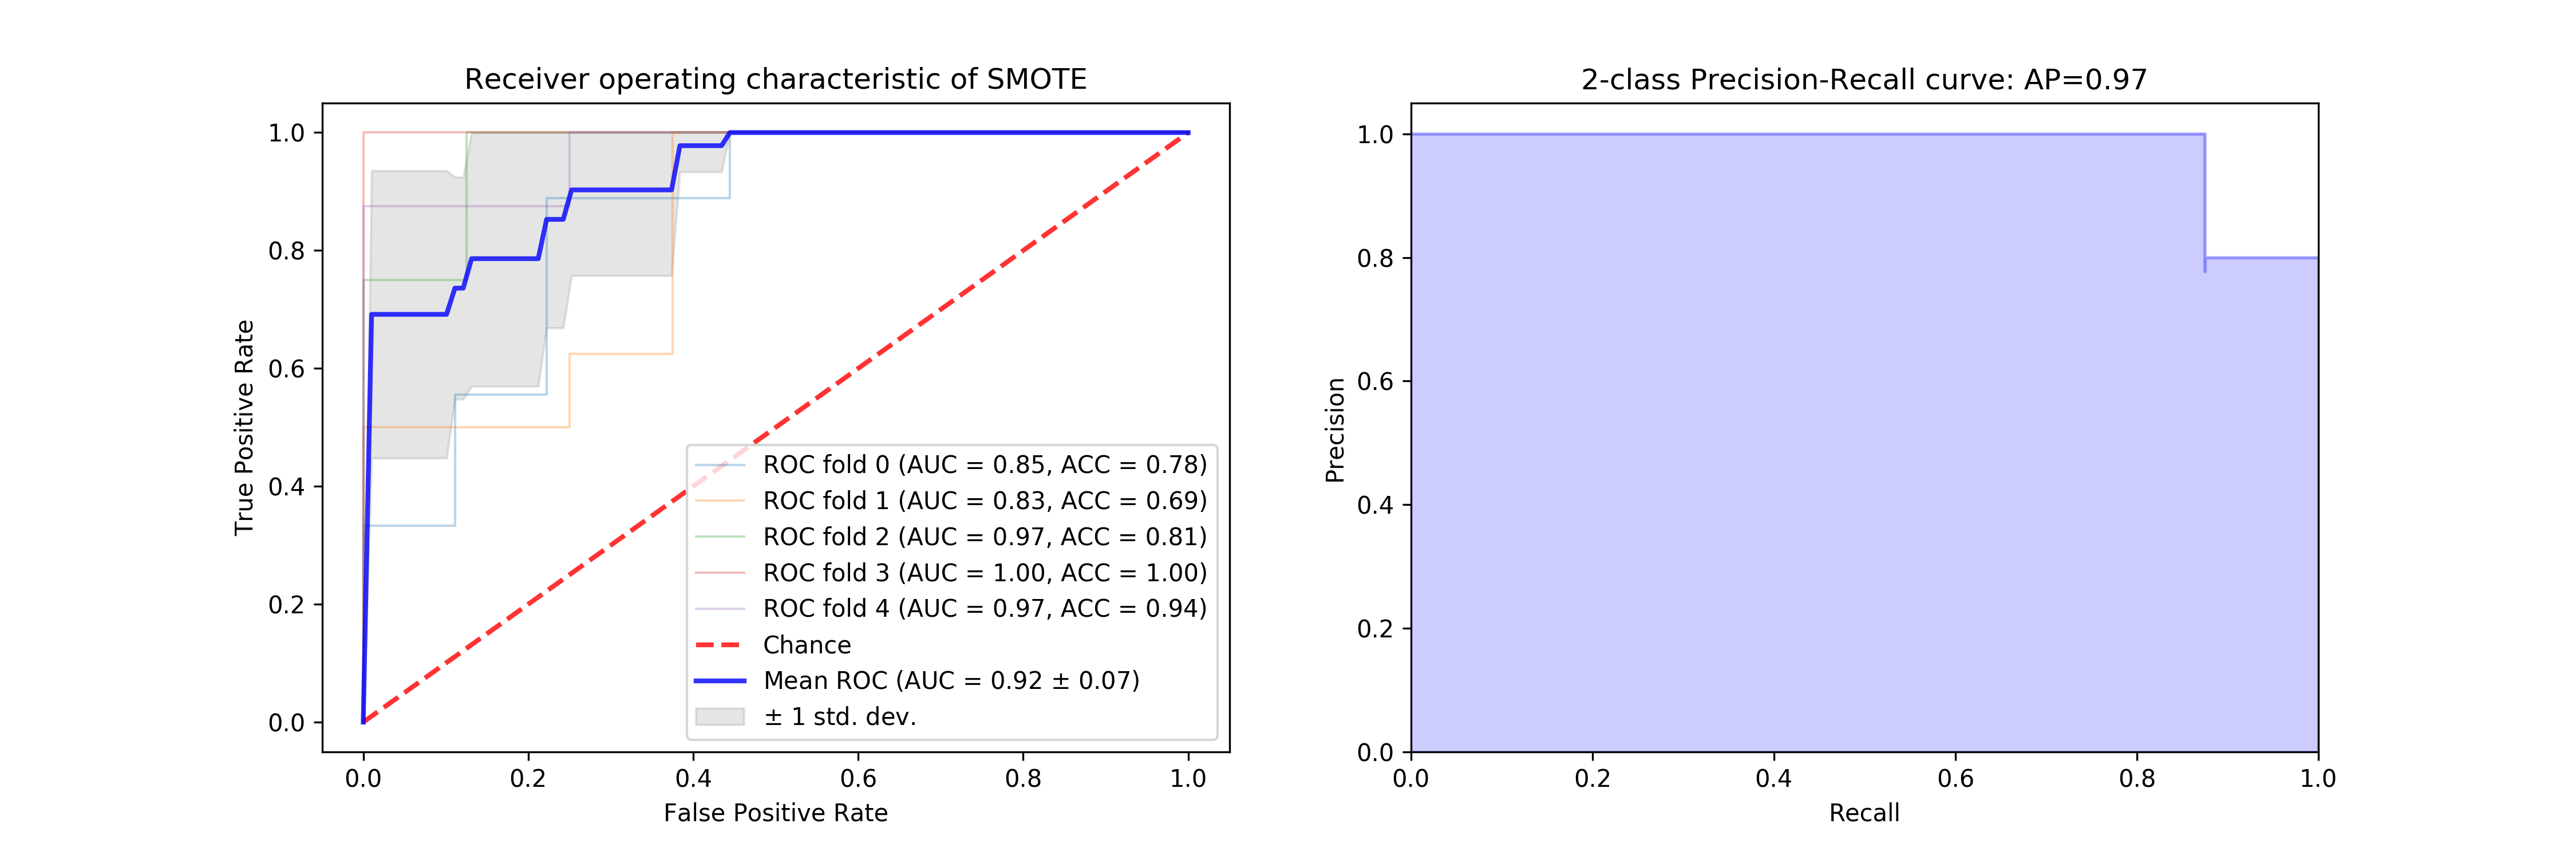 Receiver operating characteristic of SMOTE
True Positive Rate
1.0
0.8
0.6
0.4
0.2
0.0
ROC fold 0 (AUC = 0.85, ACC = 0.78)
ROC fold 1 (AUC = 0.83, ACC = 0.69)
ROC fold 2 (AUC = 0.97, ACC = 0.81)
ROC fold 3 (AUC = 1.00, ACC = 1.00)
ROC fold 4 (AUC = 0.97, ACC = 0.94)
Chance
Mean ROC (AUC = 0.92 ± 0.07)
± 1 std. dev.
0.0 0.2 0.4 0.6 0.8 1.0
False Positive Rate
2-class Precision-Recall curve: AP=0.97
Precision
1.0
0.8
0.6
0.4
0.2
0.0
0.0 0.2 0.4 0.6 0.8 1.0
Recall